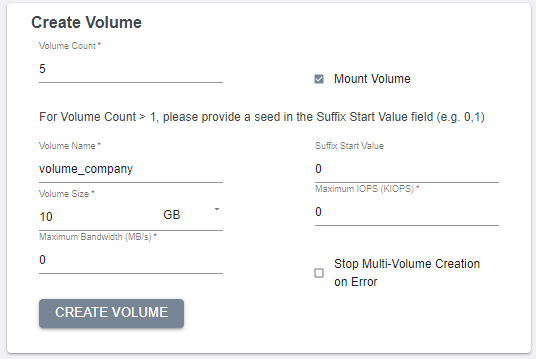 Create Volume
Volume Count *
5
Mount Volume
For Volume Count > 1, please provide a seed in the Suffix Start Value field (e.g. 0,1)
Volume Name *
Suffix Start Value
volume_company
0
Volume Size *
Maximum IOPS (KIOPS) *
10
GB
0
Maximum Bandwidth (MB/s) *
0
Stop Multi-Volume Creation
on Error
CREATE VOLUME